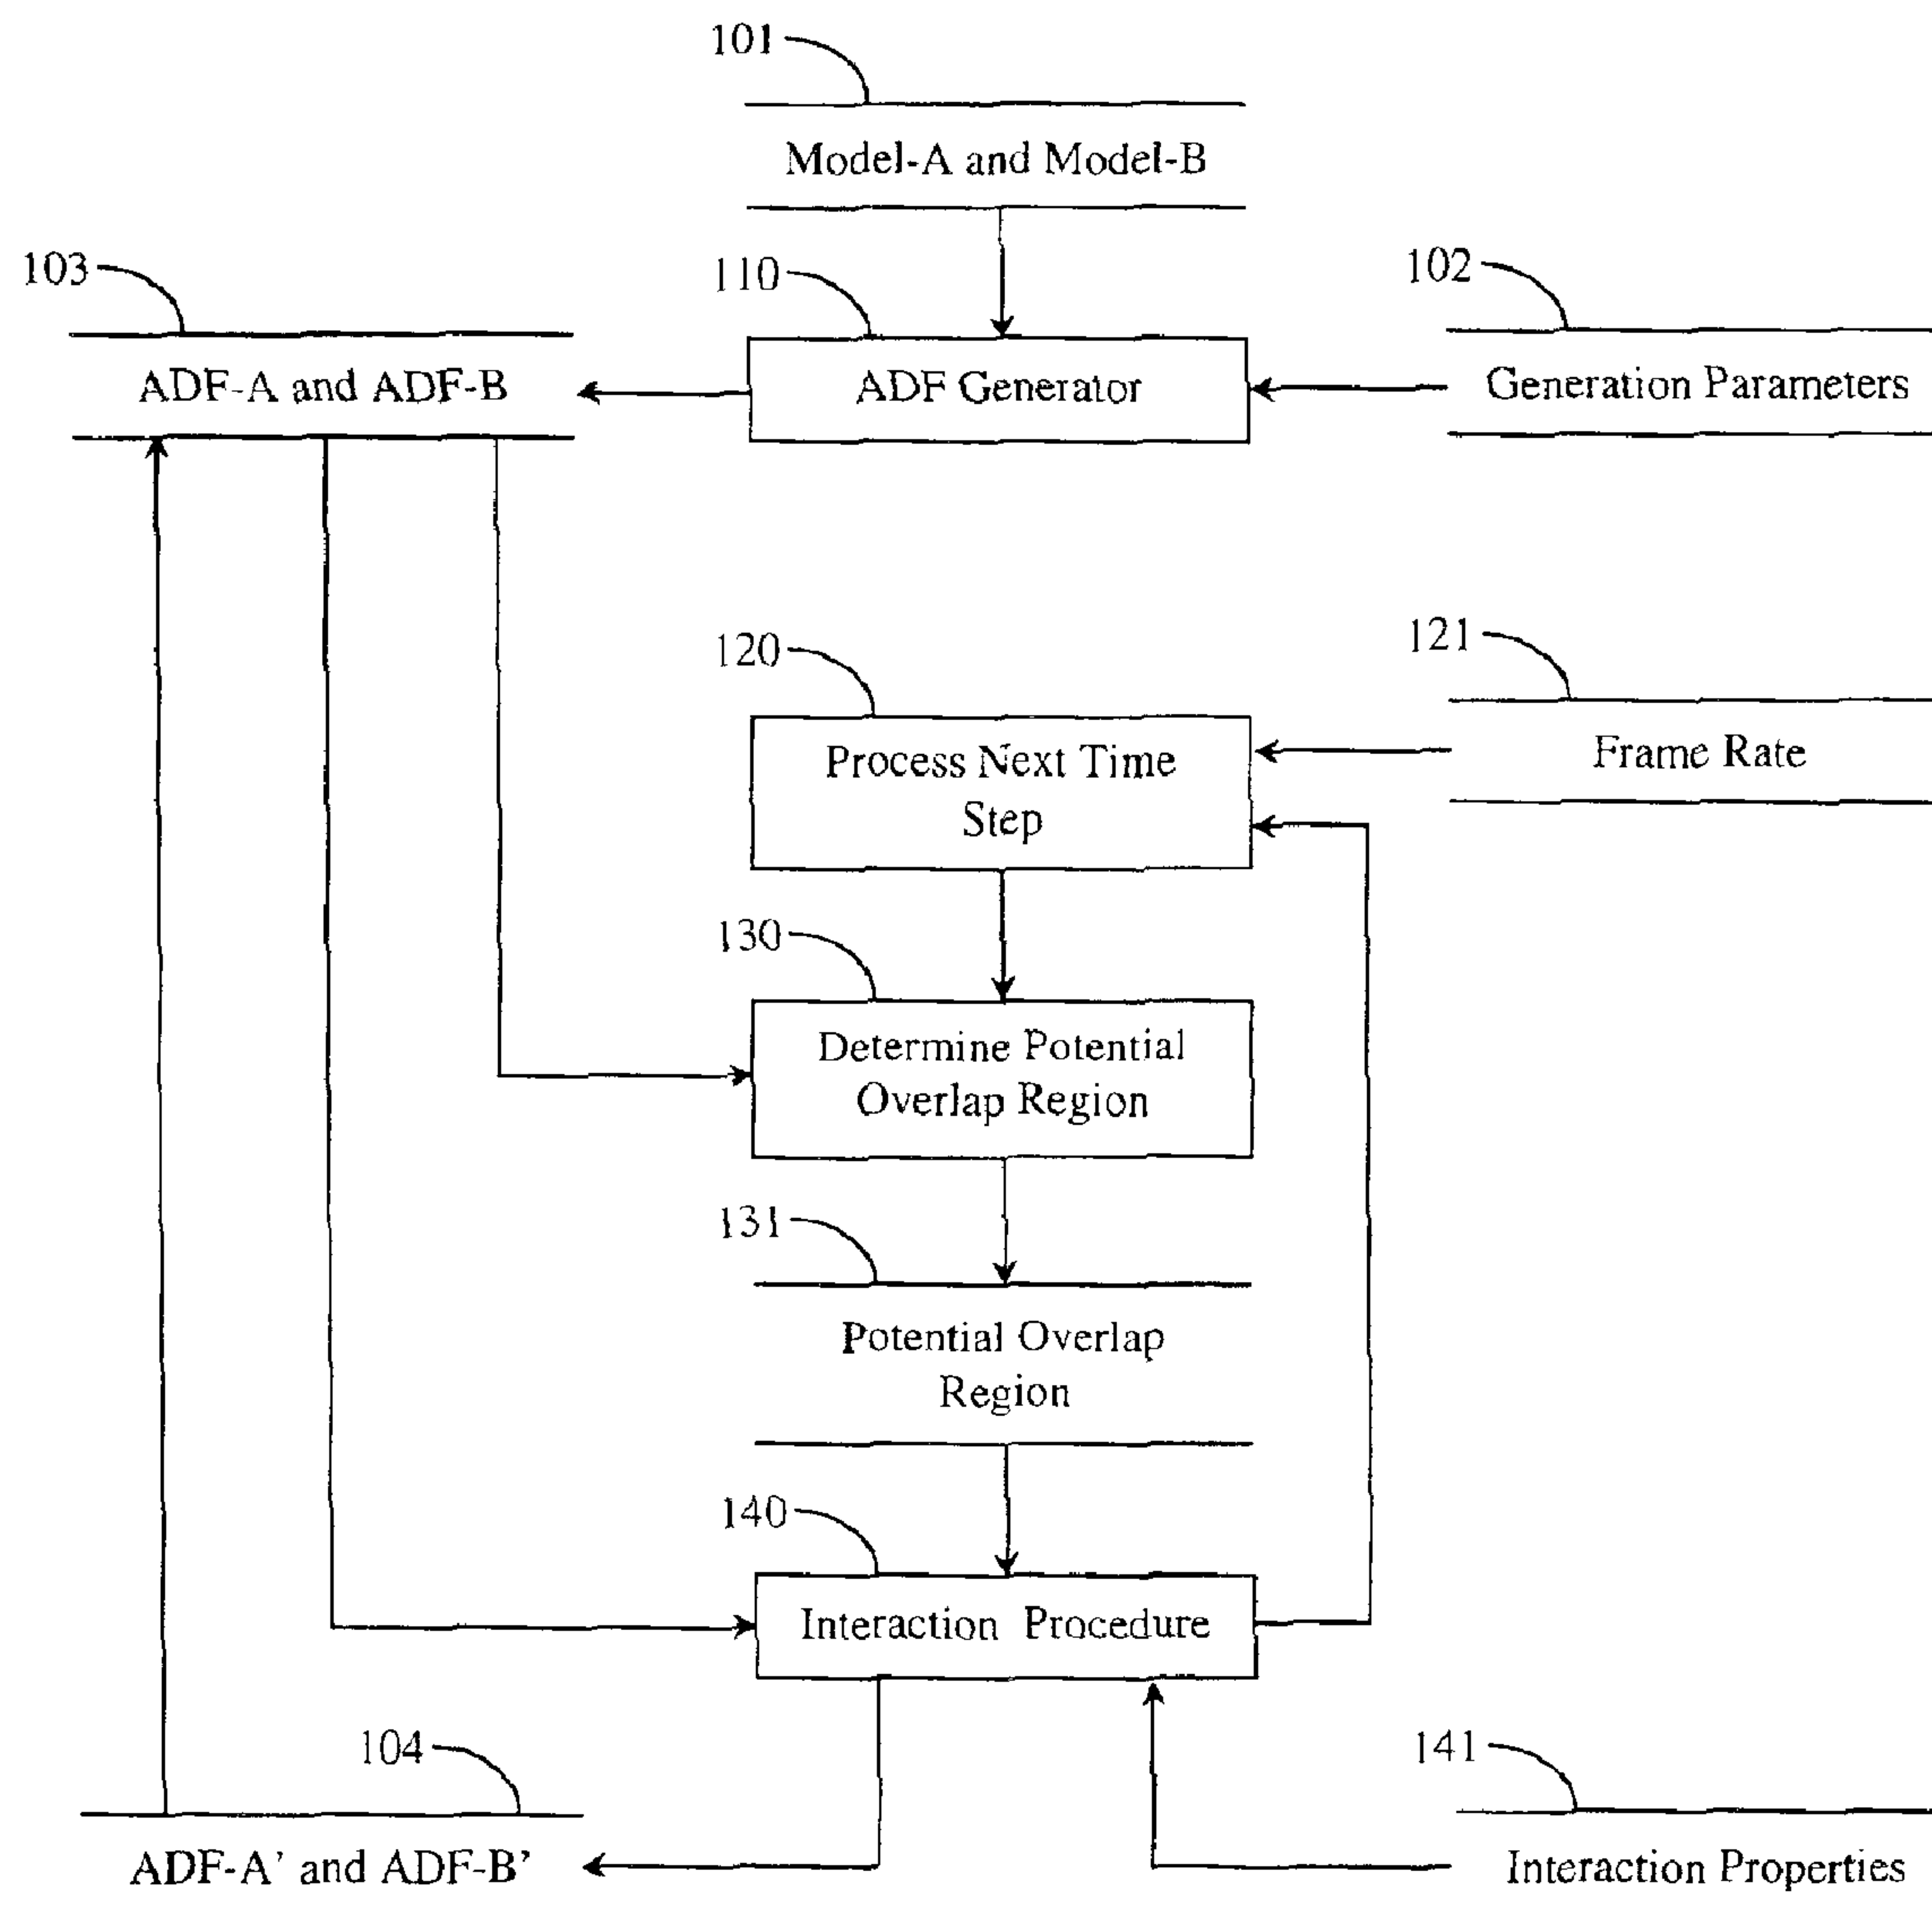 101
Model-A and Model-B
103
110
102
ADF-A and ADF-B
ADF Generator
Generation Parameters
120
121
Process Next Time
Step
Frame Rate
130
Determine Potential
Overlap Region
131
Potential Overlap
Region
140
Interaction Procedure
104
141
ADF-A' and ADF-B'
Interaction Properties